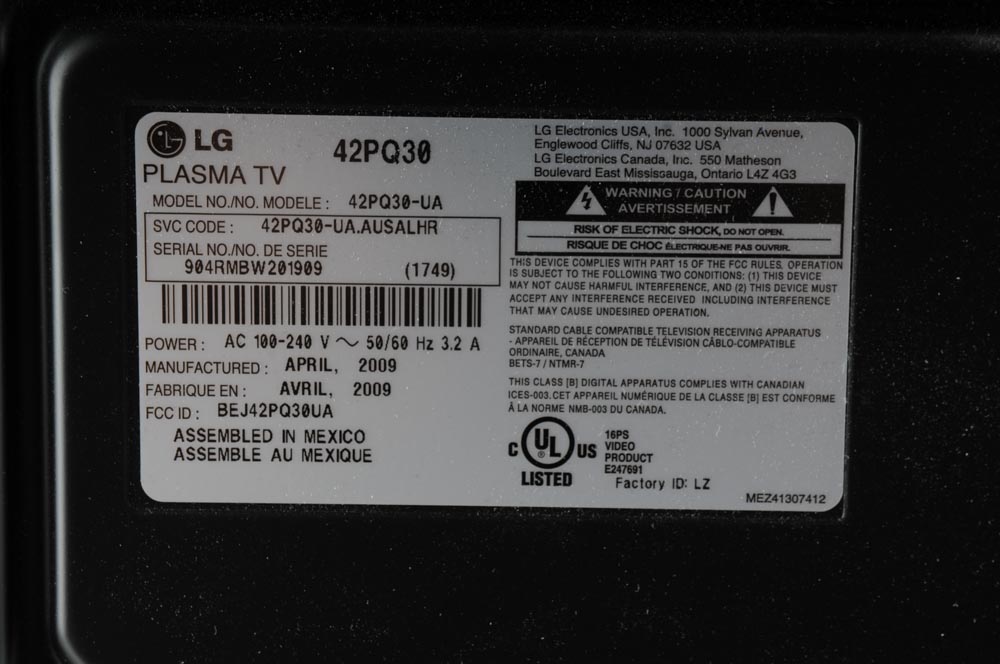 LG
42PQ30
PLASMA TV
MODEL NO./NO. MODELE : 42PQ30-UA
SVC CODE : 42PQ30-UA.AUSALHR
SERIAL NO./NO. DE SERIE
904RMBW201909 (1749)
POWER : AC 100-240 V ~ 50/60 Hz 3.2 A
MANUFACTURED : APRIL, 2009
FABRIQUE EN : AVRIL, 2009
FCC ID : BEJ42PQ30UA
ASSEMBLED IN MEXICO
ASSEMBLE AU MEXIQUE
LG Electronics USA, Inc. 1000 Sylvan Avenue,
Englewood Cliffs, NJ 07632 USA
LG Electronics Canada, Inc. 550 Matheson
Boulevard East Mississauga, Ontario L4Z 4G3
WARNING / CAUTION
AVERTISSEMENT
RISK OF ELECTRIC SHOCK, DO NOT OPEN.
RISQUE DE CHOC ÉLECTRIQUE-NE PAS OUVRIR.
THIS DEVICE COMPLIES WITH PART 15 OF THE FCC RULES. OPERATION
IS SUBJECT TO THE FOLLOWING TWO CONDITIONS: (1) THIS DEVICE
MAY NOT CAUSE HARMFUL INTERFERENCE, AND (2) THIS DEVICE MUST
ACCEPT ANY INTERFERENCE RECEIVED INCLUDING INTERFERENCE
THAT MAY CAUSE UNDESIRED OPERATION.
STANDARD CABLE COMPATIBLE TELEVISION RECEIVING APPARATUS
- APPAREIL DE RÉCEPTION DE TÉLÉVISION CÂBLO-COMPATIBLE
ORDINAIRE, CANADA
BETS-7 / NTMR-7
THIS CLASS [B] DIGITAL APPARATUS COMPLIES WITH CANADIAN
ICES-003. CET APPAREIL NUMÉRIQUE DE LA CLASSE [B] EST CONFORME
À LA NORME NMB-003 DU CANADA.
C UL ® US
LISTED
16PS
VIDEO
PRODUCT
E247691
Factory ID: LZ
MEZ41307412